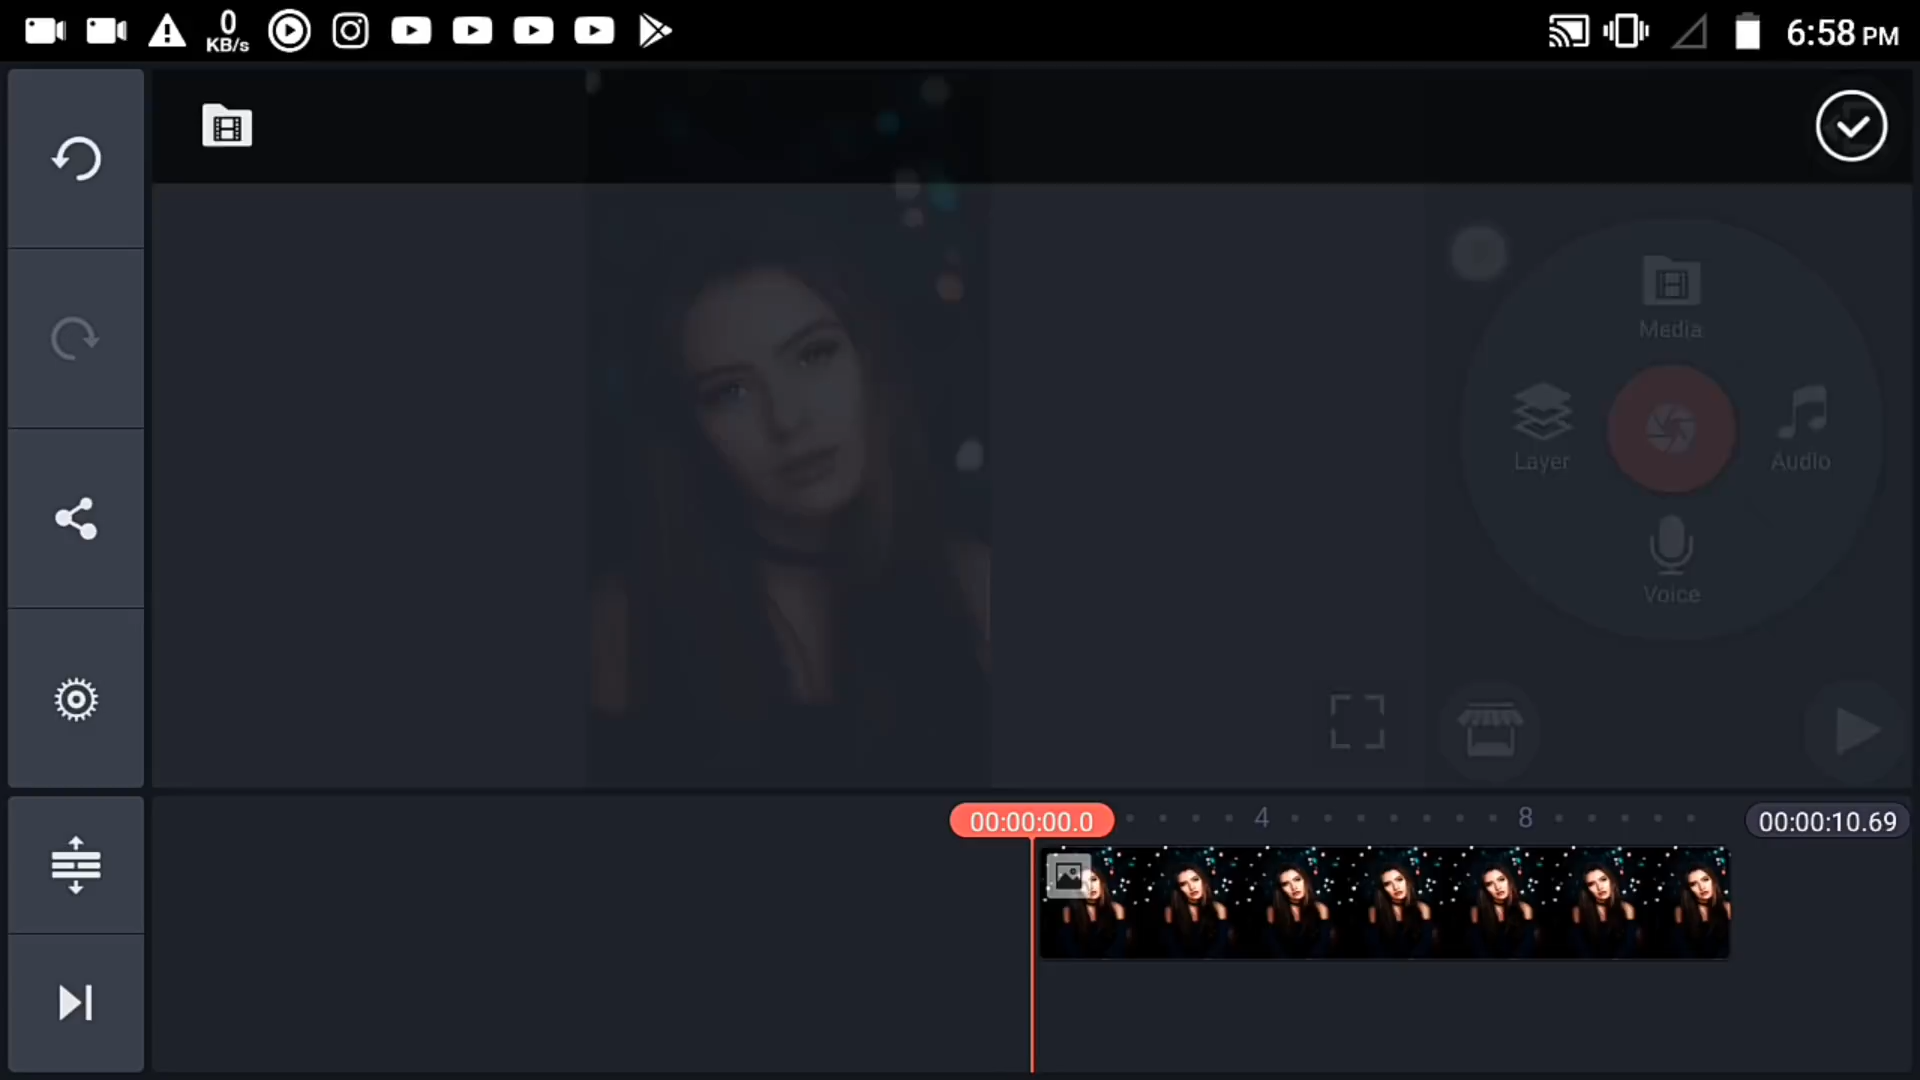 0
KB/s
6:58 PM
Media
Layer
Audio
Voice
00:00:00.0
4
8
00:00:10.69